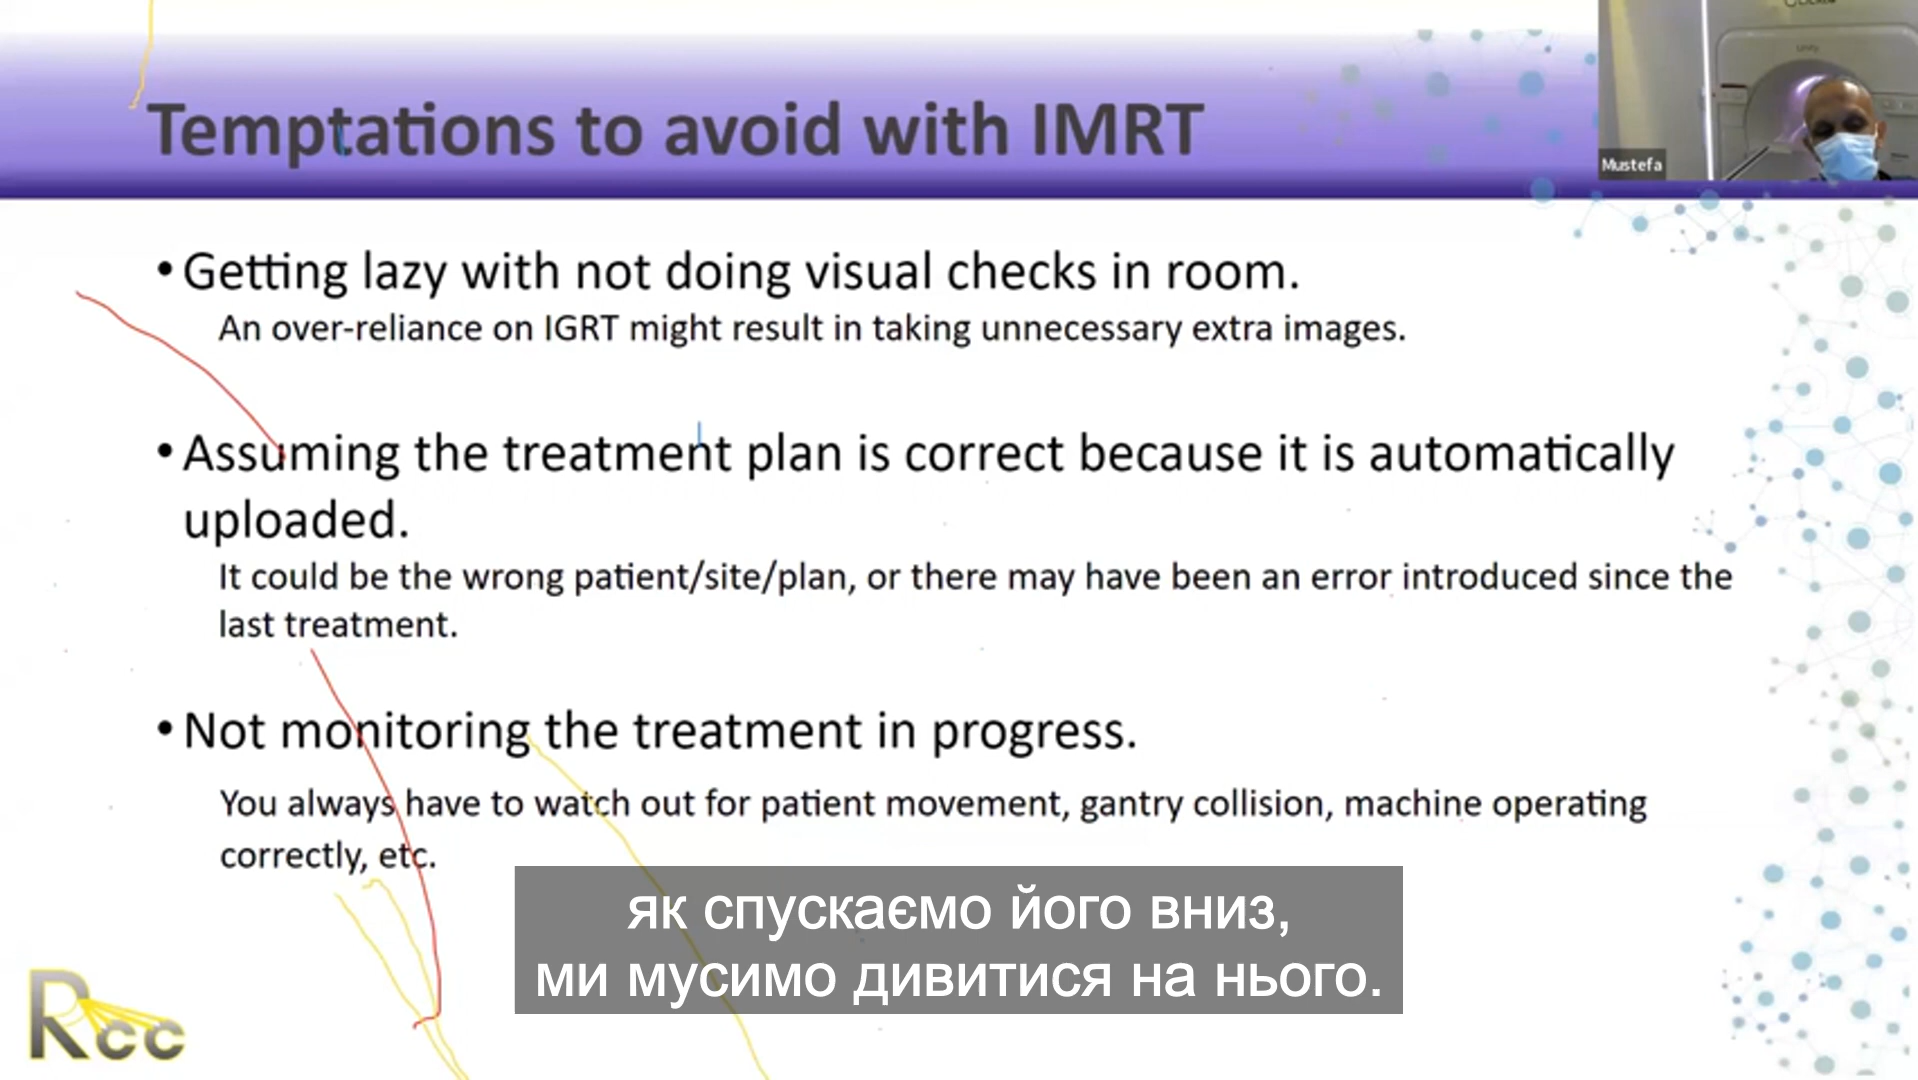 Temptations to avoid with IMRT
Unity
Mustefa
• Getting lazy with not doing visual checks in room.
An over-reliance on IGRT might result in taking unnecessary extra images.
• Assuming the treatment plan is correct because it is automatically
uploaded.
It could be the wrong patient/site/plan, or there may have been an error introduced since the
last treatment.
• Not monitoring the treatment in progress.
You always have to watch out for patient movement, gantry collision, machine operating
correctly, etc.
як спускаємо його вниз,
ми мусимо дивитися на нього.
Rcc